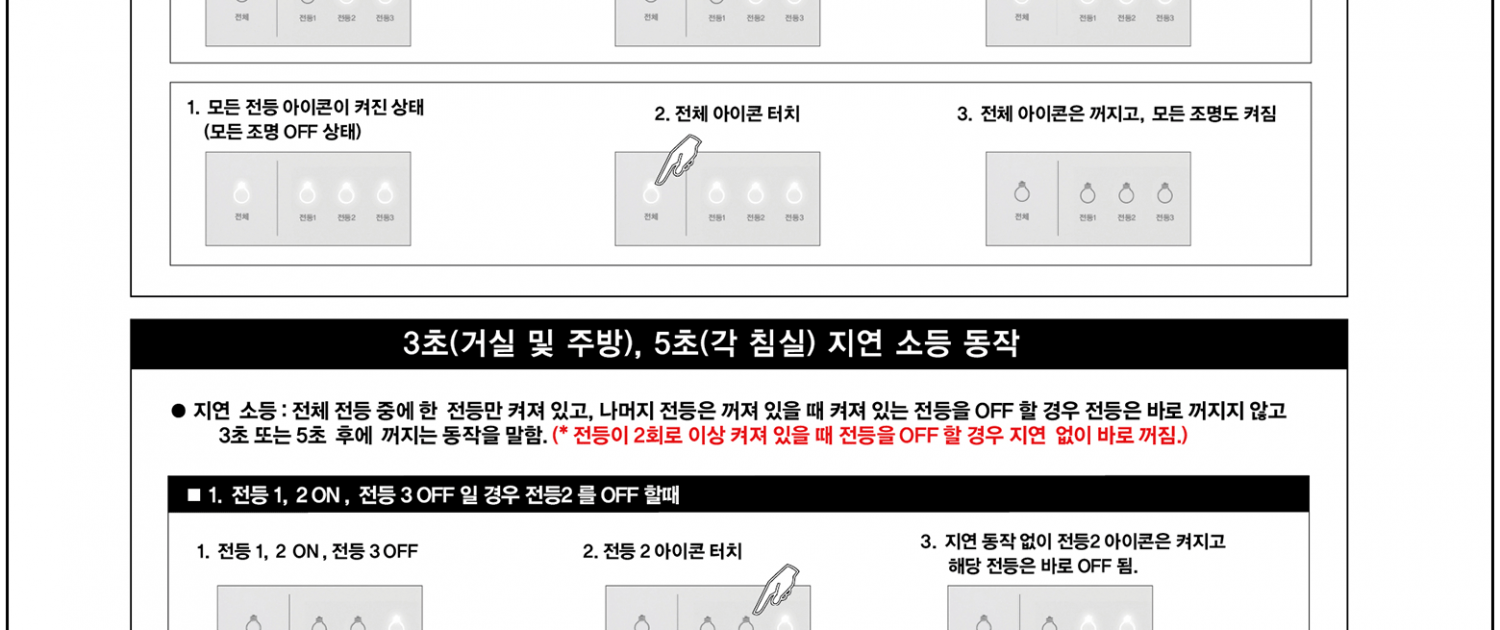 전체 전등1 전등2 전등3
전체 전등1 전등2 전등3
전체 전등1 전등2 전등3
1. 모든 전등 아이콘이 켜진 상태
(모든 조명 OFF 상태)
2. 전체 아이콘 터치
3. 전체 아이콘은 꺼지고, 모든 조명도 켜짐
전체 전등1 전등2 전등3
전체 전등1 전등2 전등3
전체 전등1 전등2 전등3
3초(거실 및 주방), 5초(각 침실) 지연 소등 동작
● 지연 소등 : 전체 전등 중에 한 전등만 켜져 있고, 나머지 전등은 꺼져 있을 때 켜져 있는 전등을 OFF 할 경우 전등은 바로 꺼지지 않고
3초 또는 5초 후에 꺼지는 동작을 말함. (* 전등이 2회로 이상 켜져 있을 때 전등을 OFF 할 경우 지연 없이 바로 꺼짐.)
■ 1. 전등 1, 2 ON , 전등 3 OFF 일 경우 전등2 를 OFF 할때
1. 전등 1, 2 ON , 전등 3 OFF
2. 전등 2 아이콘 터치
3. 지연 동작 없이 전등2 아이콘은 켜지고
해당 전등은 바로 OFF 됨.